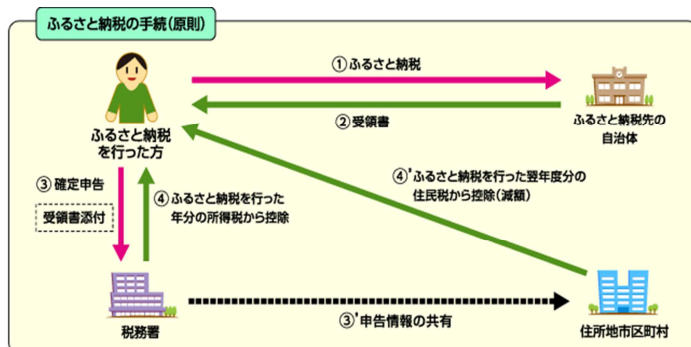 ふるさと納税の手続(原則)
①ふるさと納税
②受領書
ふるさと納税
を行った方
ふるさと納税先の
自治体
③確定申告
受領書添付
④ふるさと納税を行った
年分の所得税から控除
④'ふるさと納税を行った翌年度分の
住民税から控除(減額)
税務署
③'申告情報の共有
住所地市区町村